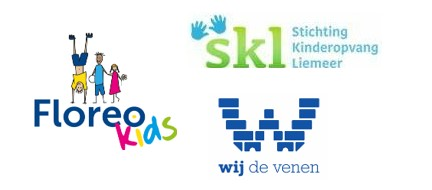 Floreo
Kids
skl
Stichting
Kinderopvang
Liemeer
wij de venen